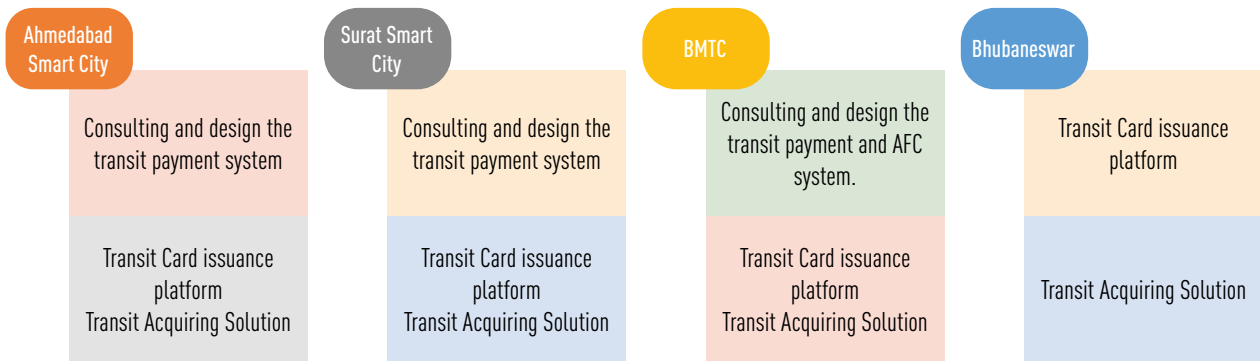 Ahmedabad
Smart City
Consulting and design the
transit payment system
Transit Card issuance
platform
Transit Acquiring Solution
Surat Smart
City
Consulting and design the
transit payment system
Transit Card issuance
platform
Transit Acquiring Solution
BMTC
Consulting and design the
transit payment and AFC
system.
Transit Card issuance
platform
Transit Acquiring Solution
Bhubaneswar
Transit Card issuance
platform
Transit Acquiring Solution